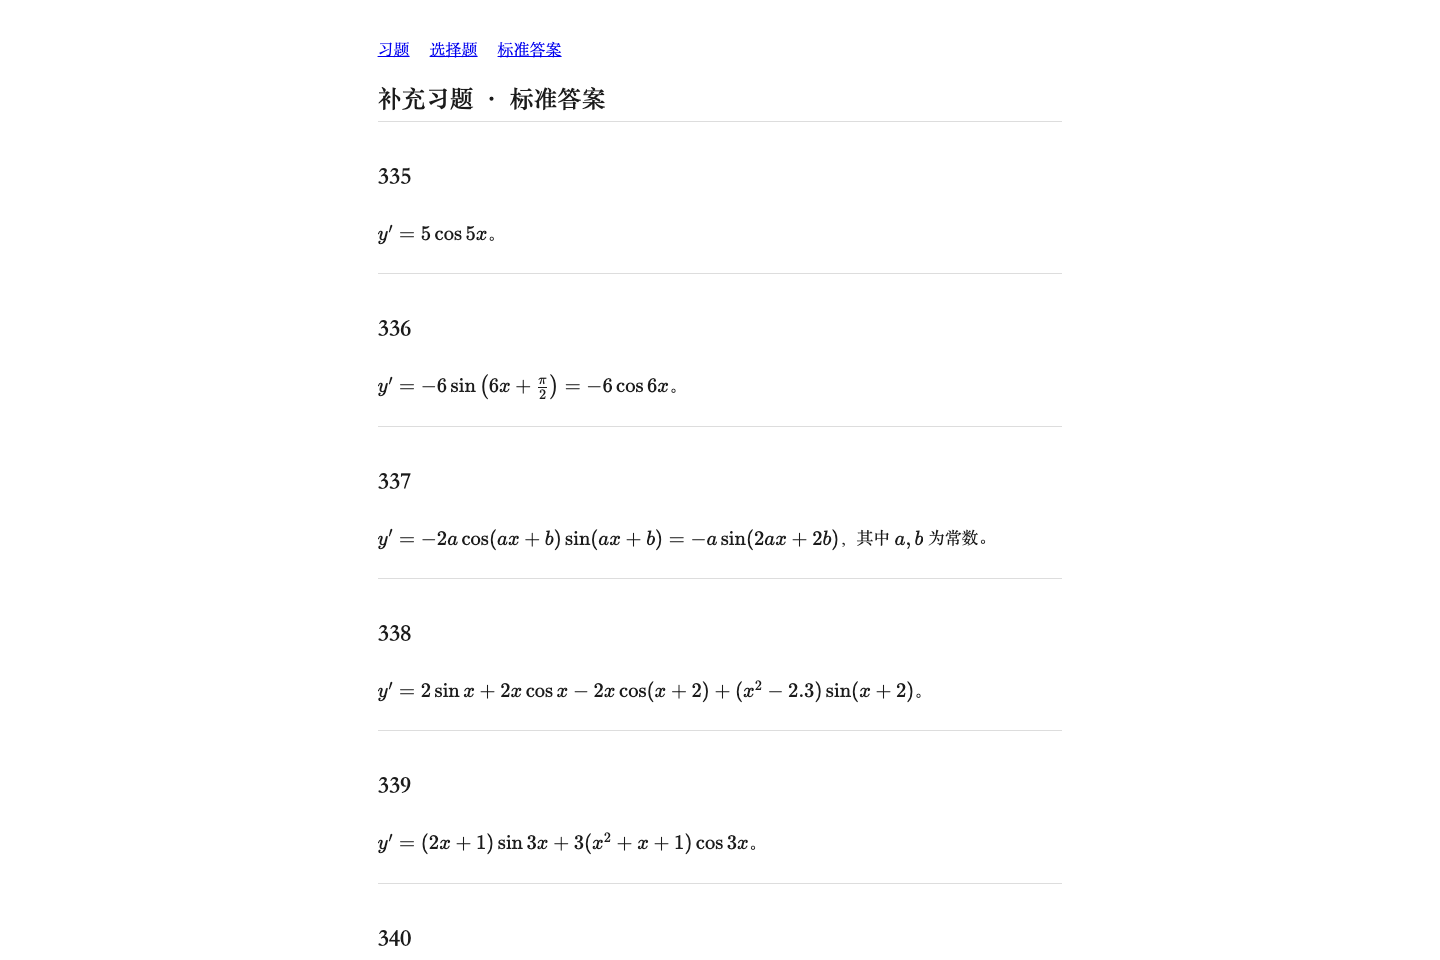 习题 选择题 标准答案
补充习题 · 标准答案
335
y′ = 5 cos 5x。
336
y′ = −6 sin (6x + π/2) = −6 cos 6x。
337
y′ = −2a cos(ax + b) sin(ax + b) = −a sin(2ax + 2b)，其中 a, b 为常数。
338
y′ = 2 sin x + 2x cos x − 2x cos(x + 2) + (x² − 2.3) sin(x + 2)。
339
y′ = (2x + 1) sin 3x + 3(x² + x + 1) cos 3x。
340